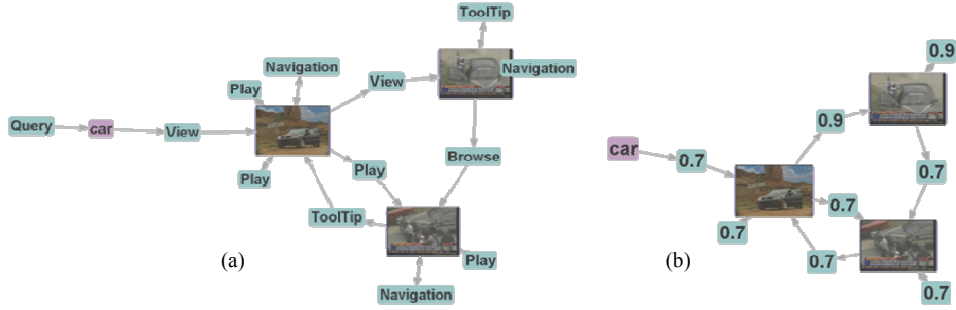 ToolTip
Navigation
Navigation
View
Play
Query
car
View
Play
Browse
Play
ToolTip
Play
Navigation
(a)
0.9
0.9
car
0.7
0.7
0.7
0.7
0.7
0.7
(b)